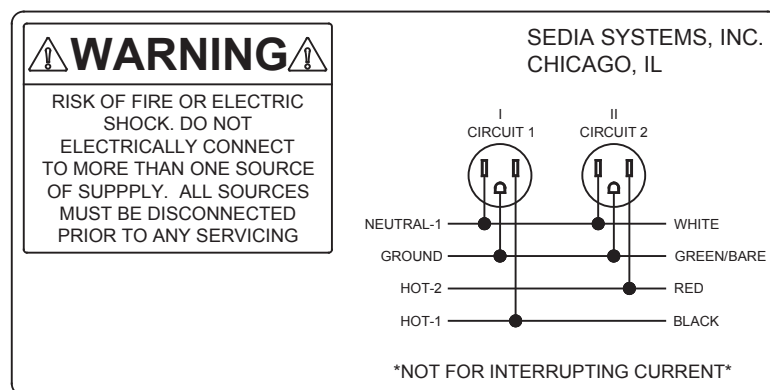 WARNING
RISK OF FIRE OR ELECTRIC
SHOCK. DO NOT
ELECTRICALLY CONNECT
TO MORE THAN ONE SOURCE
OF SUPPPLY. ALL SOURCES
MUST BE DISCONNECTED
PRIOR TO ANY SERVICING
SEDIA SYSTEMS, INC.
CHICAGO, IL
I
CIRCUIT 1
II
CIRCUIT 2
NEUTRAL-1
WHITE
GROUND
GREEN/BARE
HOT-2
RED
HOT-1
BLACK
*NOT FOR INTERRUPTING CURRENT*